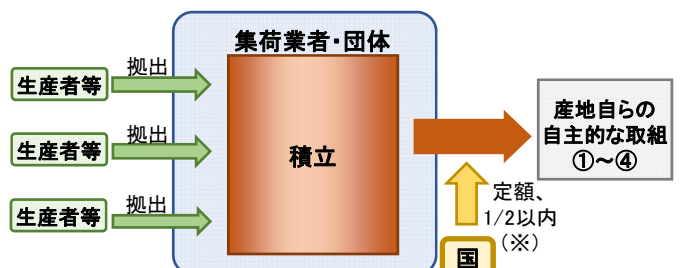 集荷業者・団体
生産者等
拠出
生産者等
拠出
生産者等
拠出
積立
産地自らの
自主的な取組
①～④
定額、
1/2以内
（※）
国